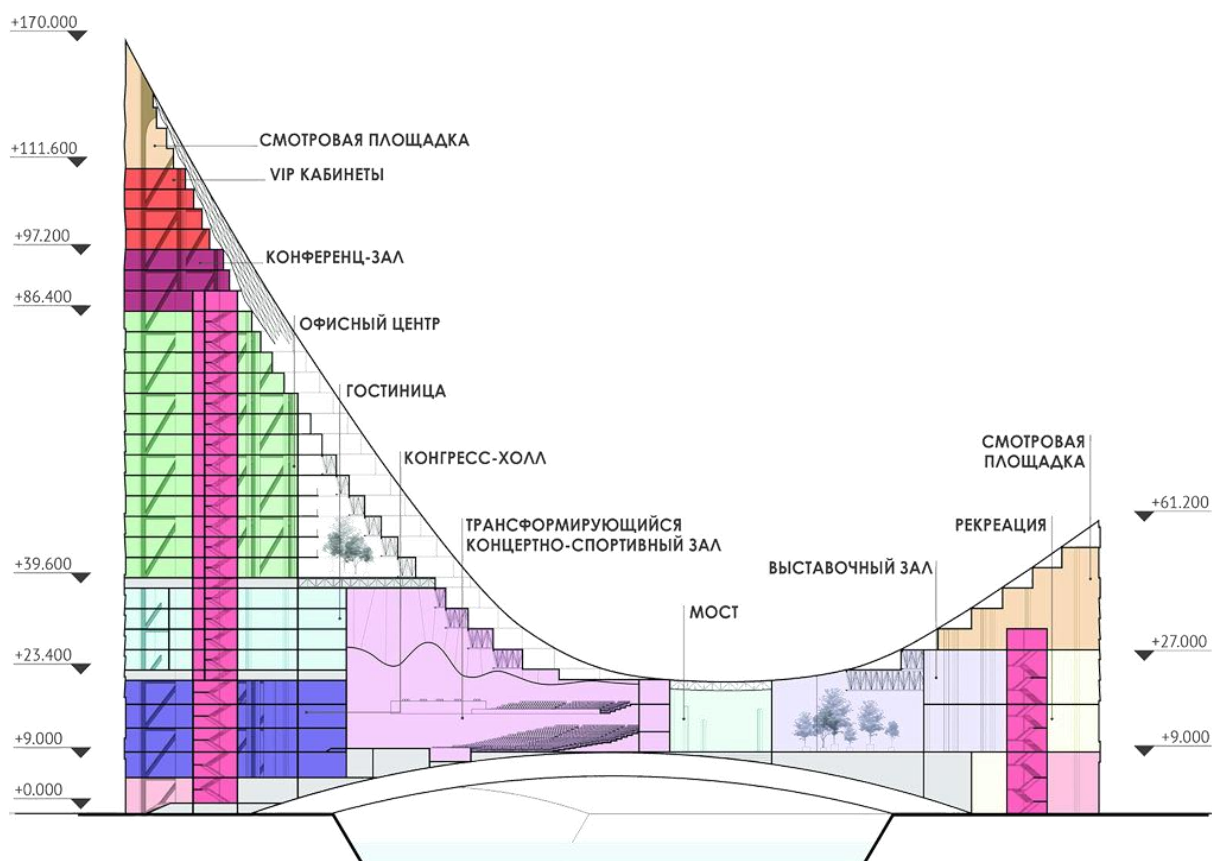 +170.000
СМОТРОВАЯ ПЛОЩАДКА
+111.600
VIP КАБИНЕТЫ
+97.200
КОНФЕРЕНЦ-ЗАЛ
+86.400
ОФИСНЫЙ ЦЕНТР
ГОСТИНИЦА
КОНГРЕСС-ХОЛЛ
СМОТРОВАЯ
ПЛОЩАДКА
+61.200
ТРАНСФОРМИРУЮЩИЙСЯ
КОНЦЕРТНО-СПОРТИВНЫЙ ЗАЛ
РЕКРЕАЦИЯ
+39.600
ВЫСТАВОЧНЫЙ ЗАЛ
МОСТ
+23.400
+27.000
+9.000
+9.000
+0.000